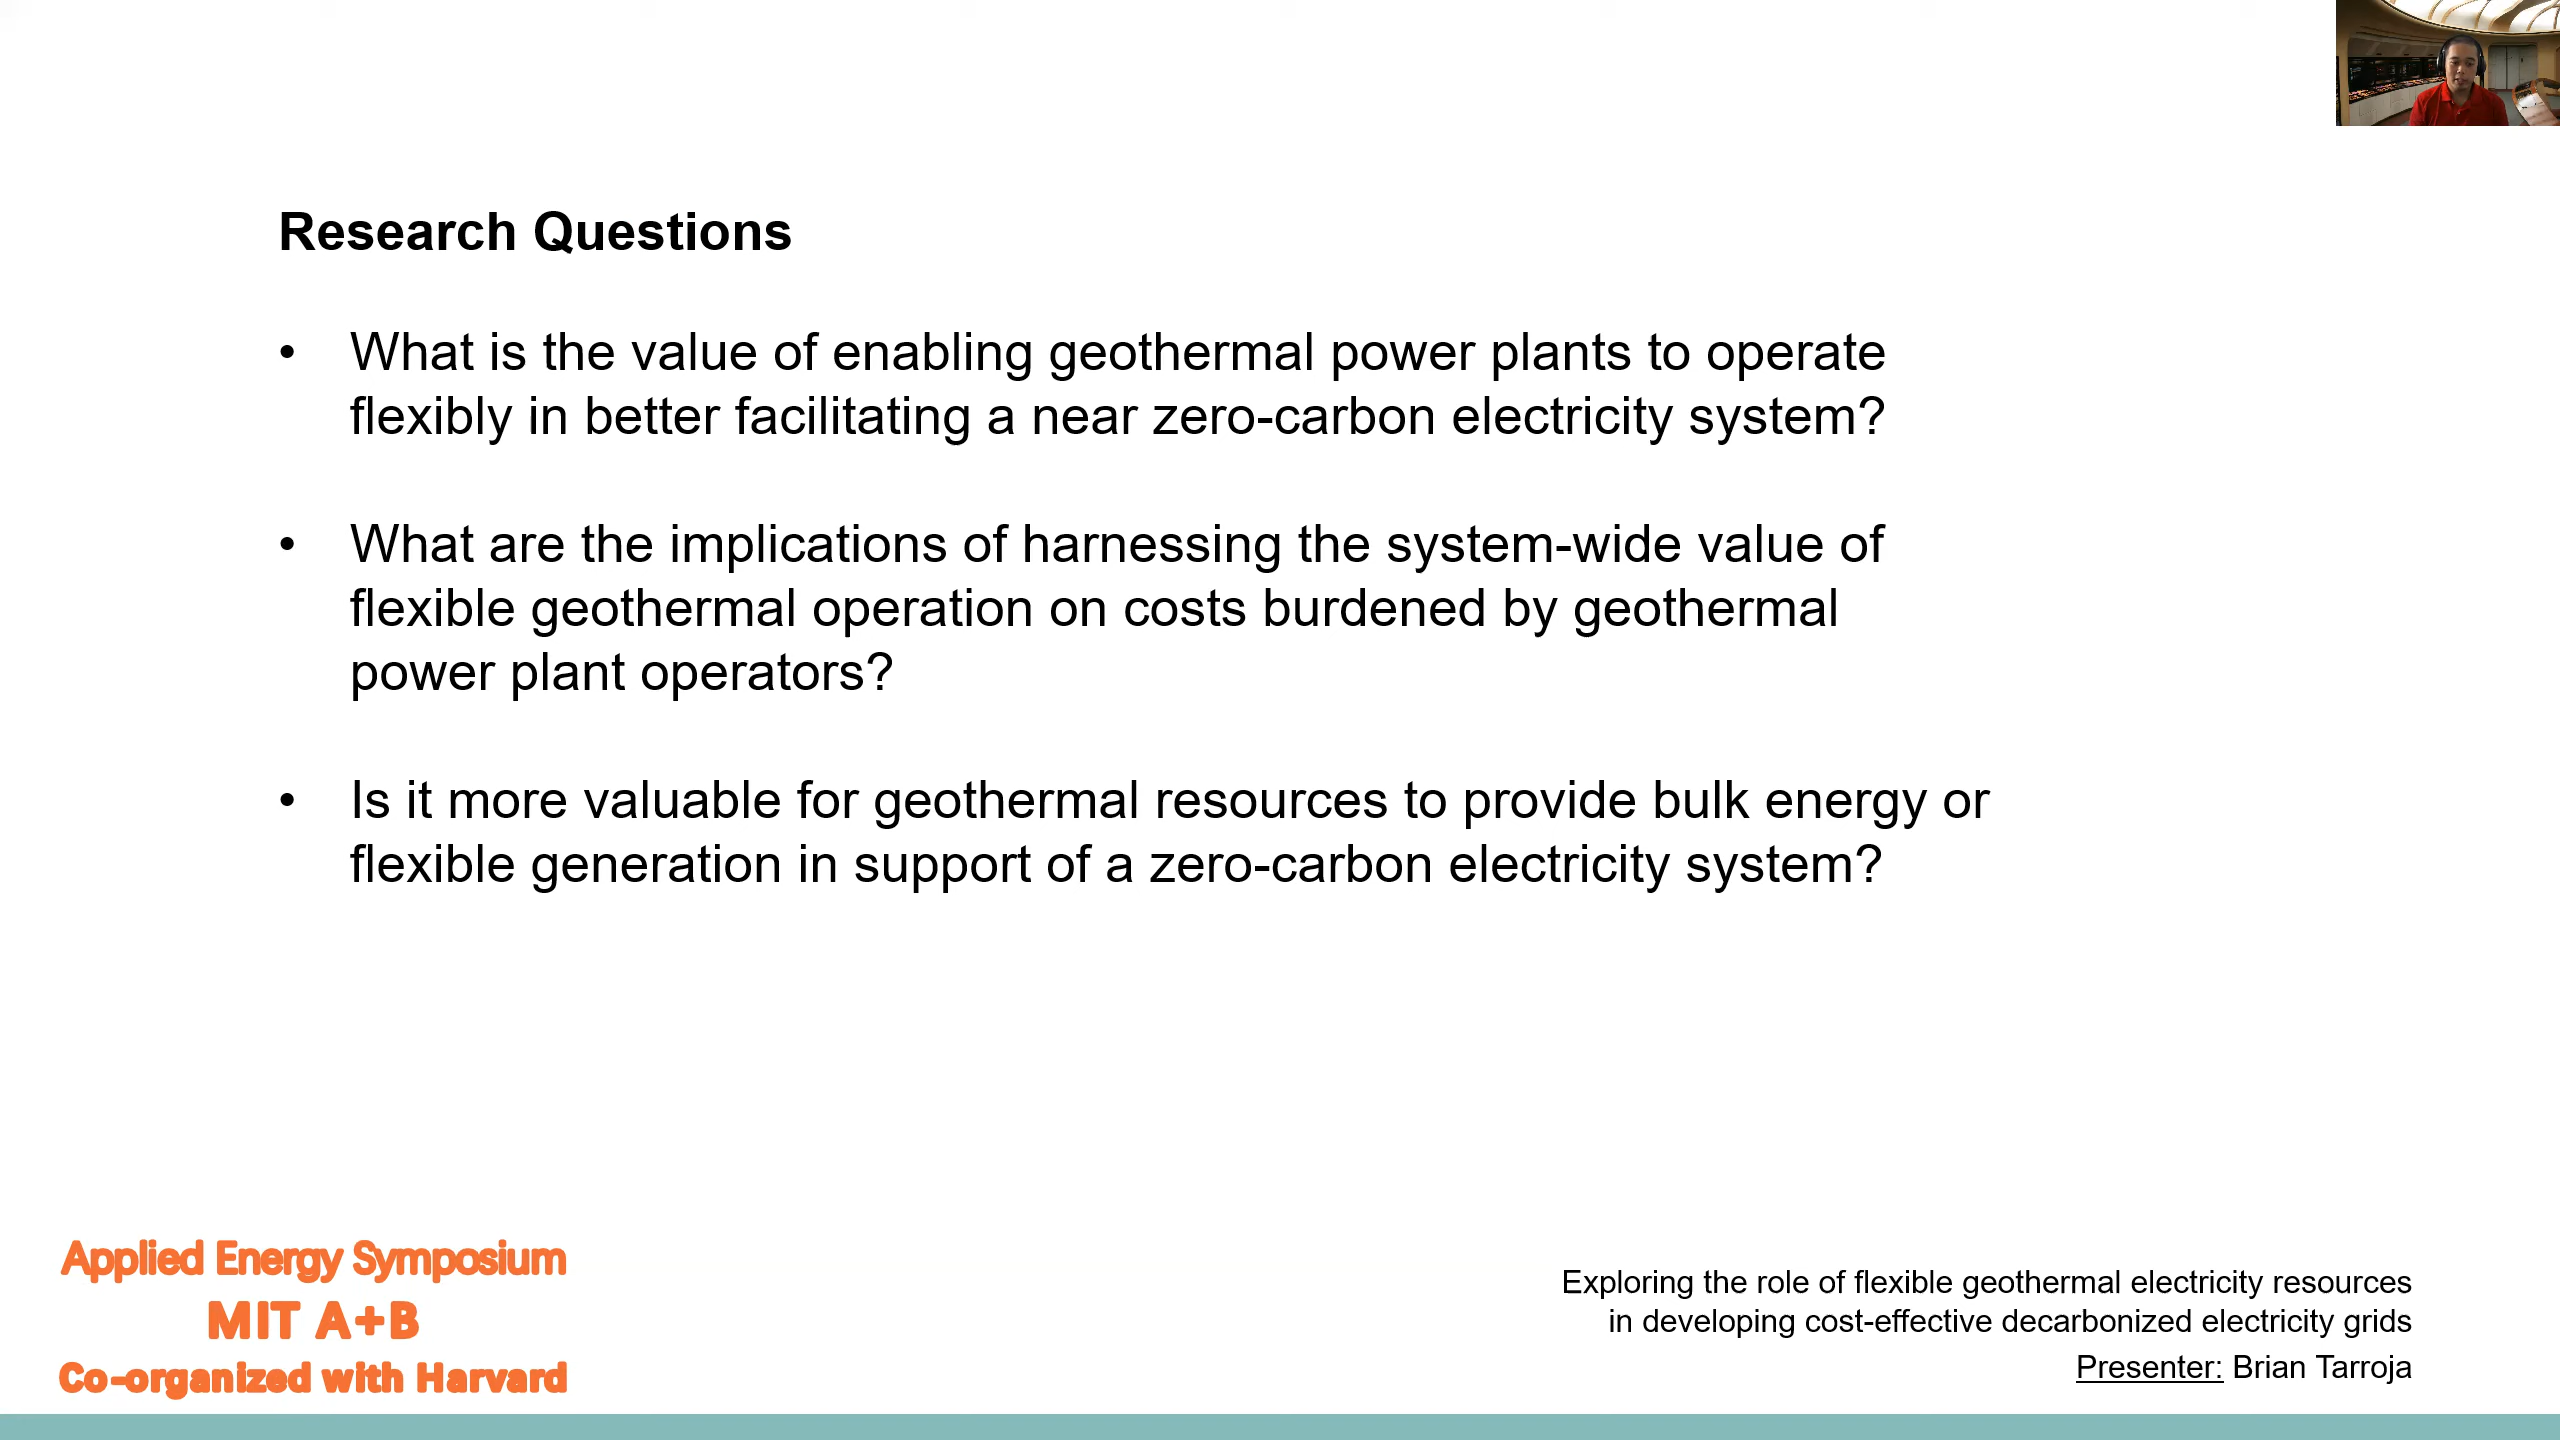 Research Questions
• What is the value of enabling geothermal power plants to operate
flexibly in better facilitating a near zero-carbon electricity system?
• What are the implications of harnessing the system-wide value of
flexible geothermal operation on costs burdened by geothermal
power plant operators?
• Is it more valuable for geothermal resources to provide bulk energy or
flexible generation in support of a zero-carbon electricity system?
Applied Energy Symposium
MIT A+B
Co-organized with Harvard
Exploring the role of flexible geothermal electricity resources
in developing cost-effective decarbonized electricity grids
Presenter: Brian Tarroja